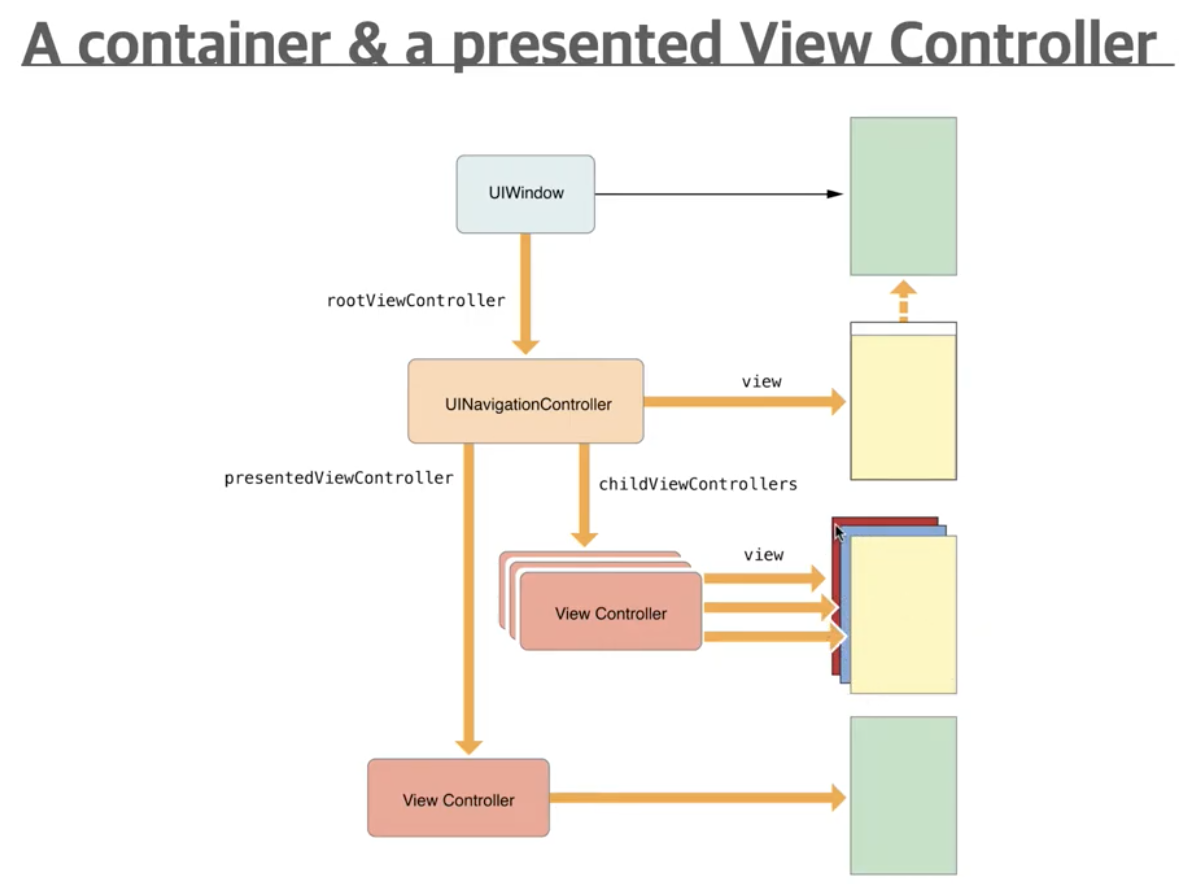 A container & a presented View Controller
UIWindow
rootViewController
UINavigationController
view
presentedViewController
childViewControllers
view
View Controller
View Controller